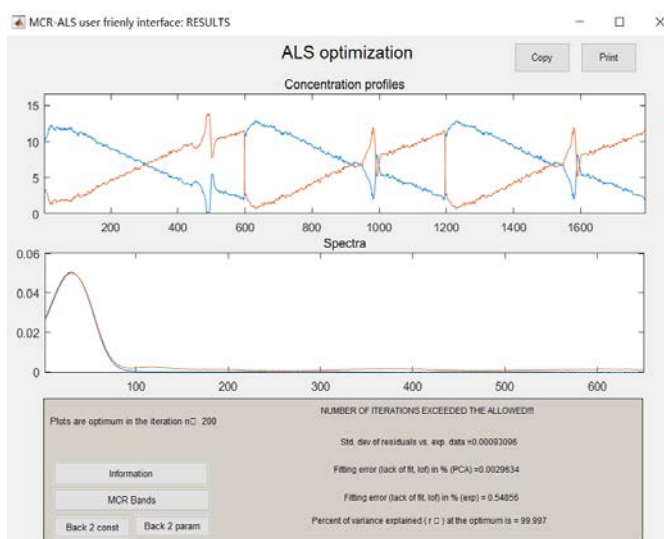 MCR-ALS user frienly interface: RESULTS
ALS optimization
Copy
Print
Concentration profiles
15
10
5
0
200 400 600 800 1000 1200 1400 1600
Spectra
0.06
0.04
0.02
0
100 200 300 400 500 600
NUMBER OF ITERATIONS EXCEEDED THE ALLOWED!!!
Plots are optimum in the iteration n□ 200
Std. dev of residuals vs. exp. data =0.00093096
Information
Fitting error (lack of fit, lof) in % (PCA) =0.0029634
MCR Bands
Fitting error (lack of fit, lof) in % (exp) = 0.54856
Back 2 const
Back 2 param
Percent of variance explained ( r □ ) at the optimum is = 99.997